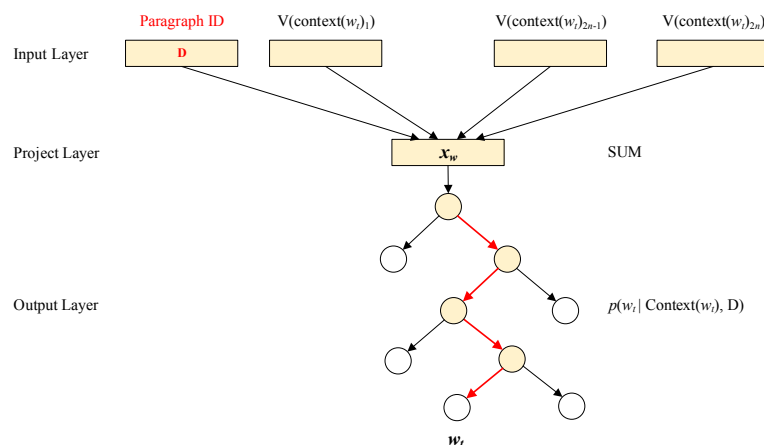 Paragraph ID V(context(wₜ)₁) V(context(wₜ)₂ₙ₋₁) V(context(wₜ)₂ₙ)
Input Layer D
Project Layer x_w SUM
Output Layer p(wₜ | Context(wₜ), D)
wₜ